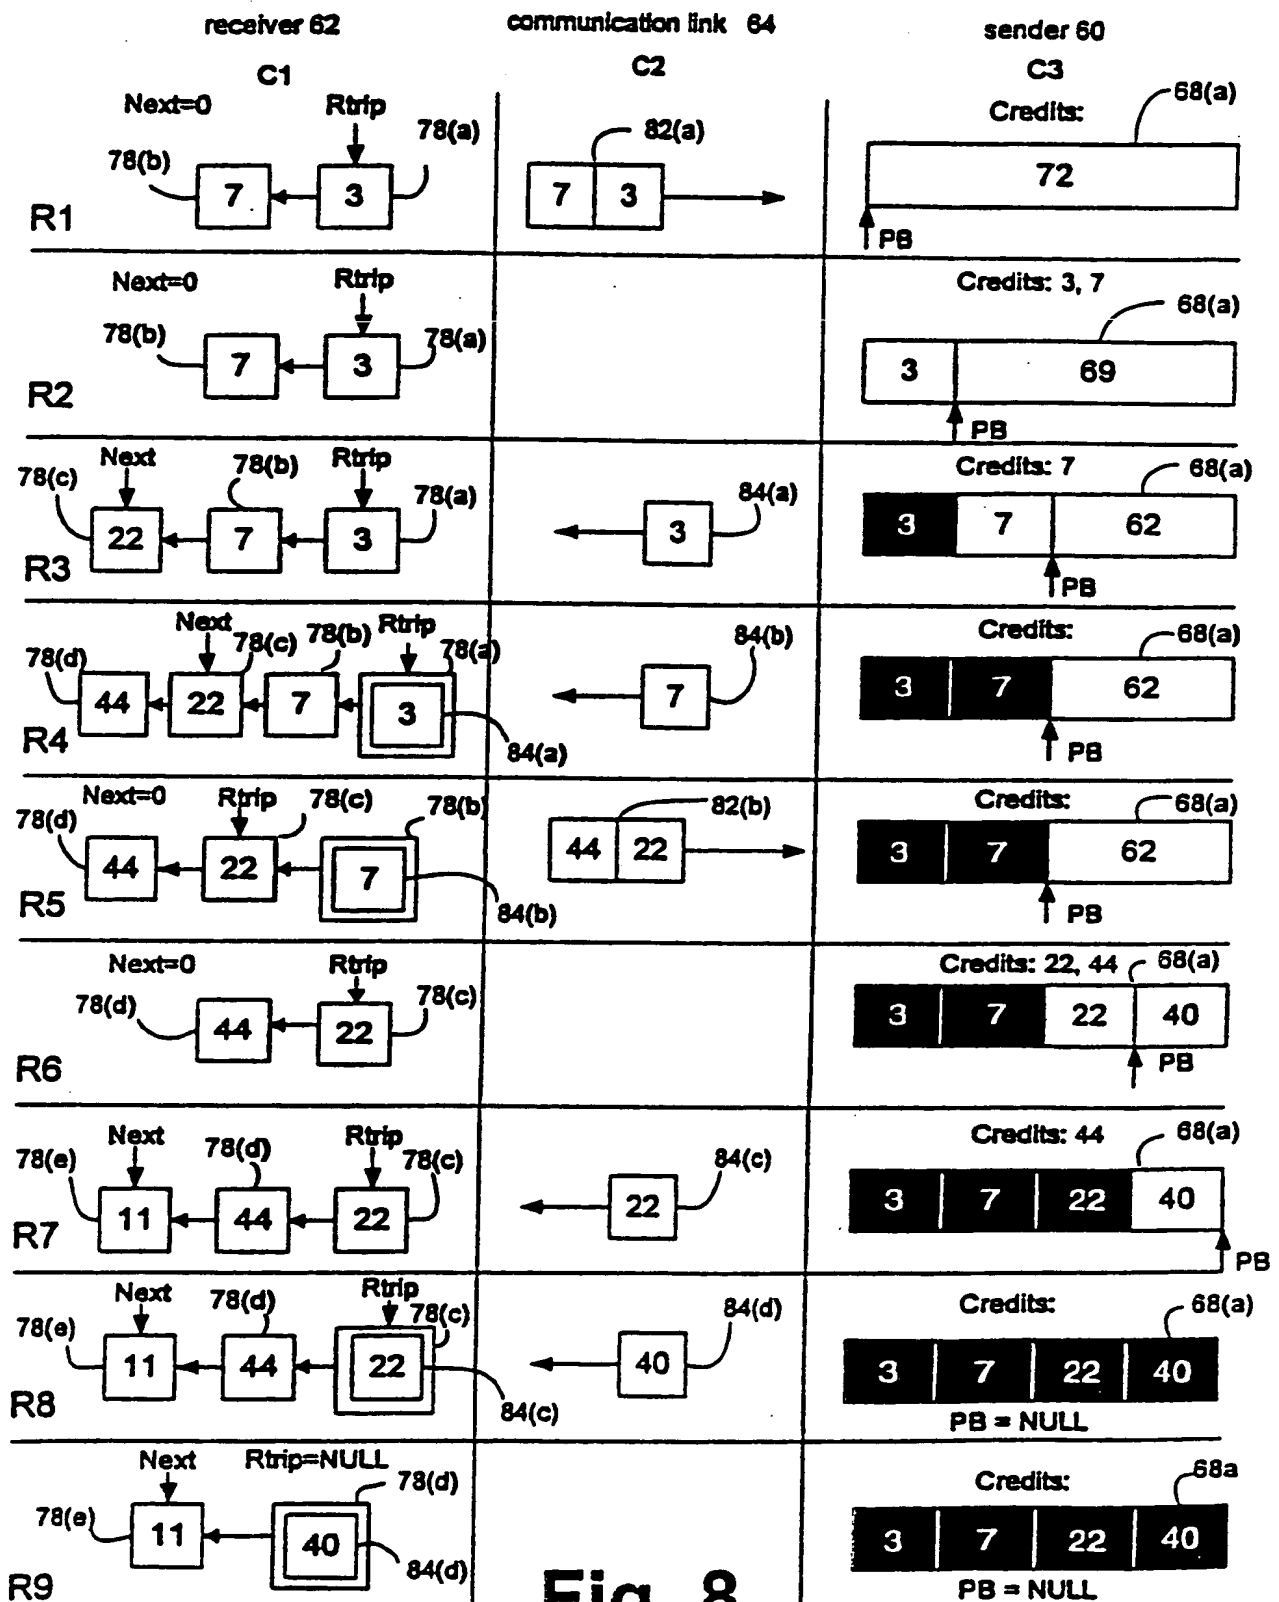 receiver 62
communication link 64
sender 60
C1
C2
C3
Next=0
Rtrip
78(a)
78(b)
7
3
82(a)
7
3
Credits:
68(a)
72
PB
R1
Next=0
Rtrip
78(b)
78(a)
7
3
Credits: 3, 7
68(a)
3
69
PB
R2
Next
78(b)
Rtrip
78(c)
78(a)
22
7
3
84(a)
3
Credits: 7
68(a)
3
7
62
PB
R3
Next
78(c)
78(b)
Rtrip
78(a)
78(d)
44
22
7
3
84(a)
84(b)
7
Credits:
68(a)
3
7
62
PB
R4
Next=0
Rtrip
78(c)
78(b)
78(d)
44
22
7
84(b)
82(b)
44
22
Credits:
68(a)
3
7
62
PB
R5
Next=0
Rtrip
78(d)
78(c)
44
22
Credits: 22, 44
68(a)
3
7
22
40
PB
R6
Next
78(d)
Rtrip
78(e)
78(c)
11
44
22
84(c)
22
Credits: 44
68(a)
3
7
22
40
PB
R7
Next
78(d)
Rtrip
78(c)
78(e)
11
44
22
84(c)
84(d)
40
Credits:
68(a)
3
7
22
40
PB = NULL
R8
Next
Rtrip=NULL
78(d)
78(e)
11
40
84(d)
Credits:
68a
3
7
22
40
PB = NULL
R9
Fig. 8